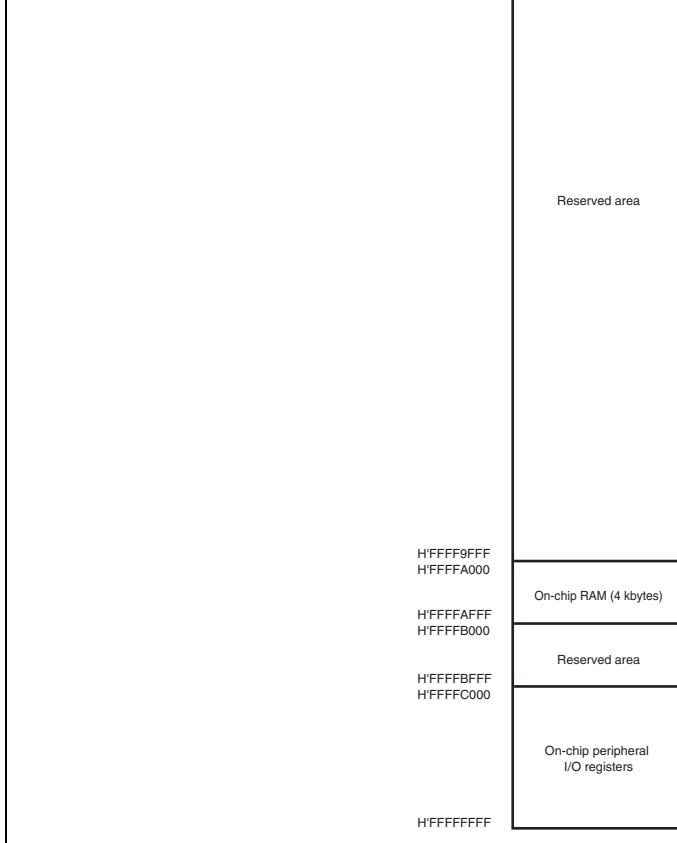 Reserved area
H'FFFF9FFF
H'FFFFA000
On-chip RAM (4 kbytes)
H'FFFFAFFF
H'FFFFB000
Reserved area
H'FFFFBFFF
H'FFFFC000
On-chip peripheral
I/O registers
H'FFFFFFFF